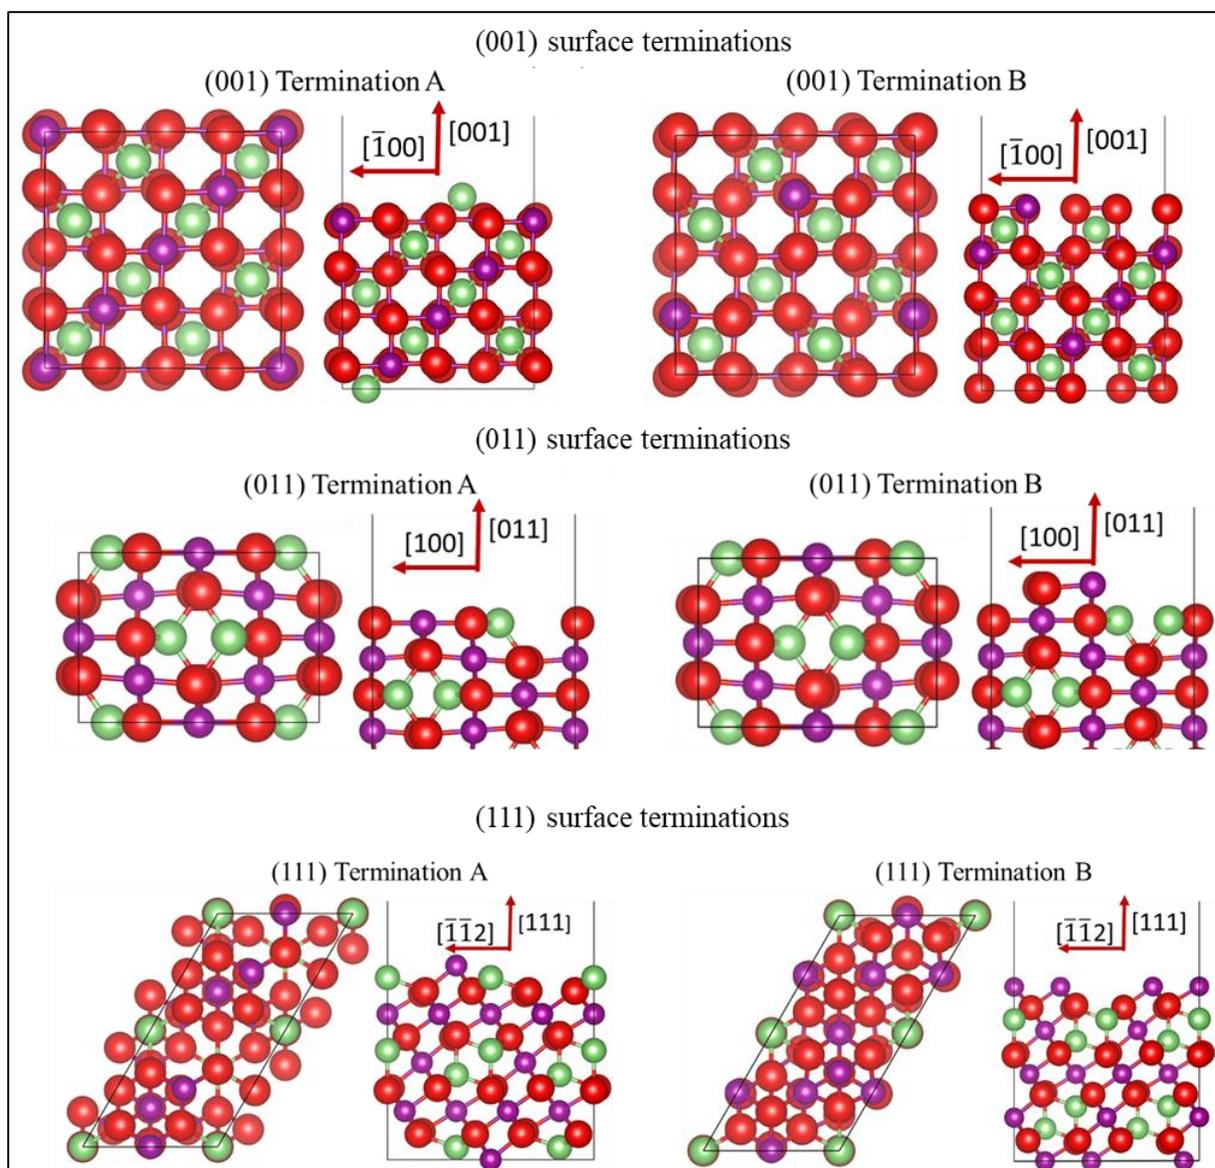 (001) surface terminations
(001) Termination A
(001) Termination B
[1̅00]
[001]
[1̅00]
[001]
(011) surface terminations
(011) Termination A
(011) Termination B
[100]
[011]
[100]
[011]
(111) surface terminations
(111) Termination A
(111) Termination B
[1̅1̅2]
[111]
[1̅1̅2]
[111]